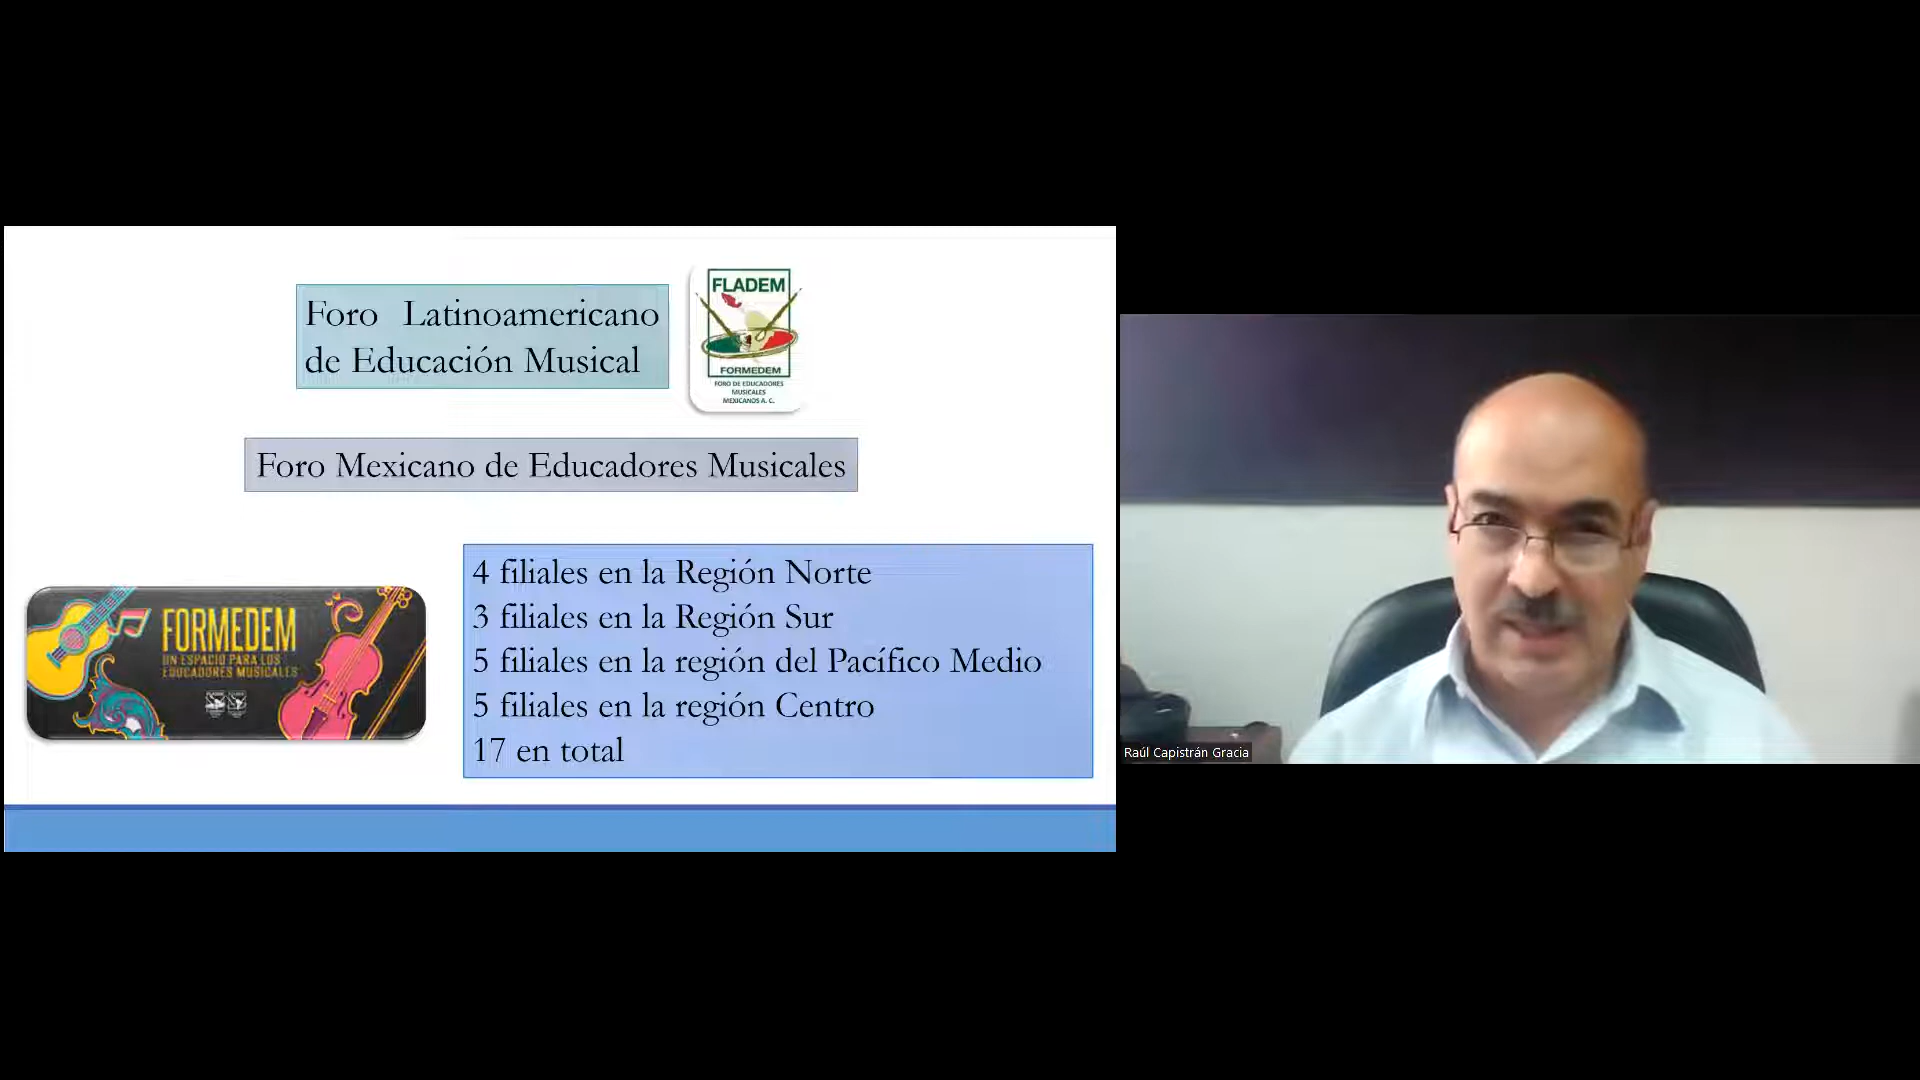 Foro Latinoamericano
de Educación Musical
FLADEM
FORMEDEM
FORO DE EDUCADORES
MUSICALES
MEXICANOS A. C.
Foro Mexicano de Educadores Musicales
FORMEDEM
UN ESPACIO PARA LOS
EDUCADORES MUSICALES
4 filiales en la Región Norte
3 filiales en la Región Sur
5 filiales en la región del Pacífico Medio
5 filiales en la región Centro
17 en total
Raúl Capistrán Gracia